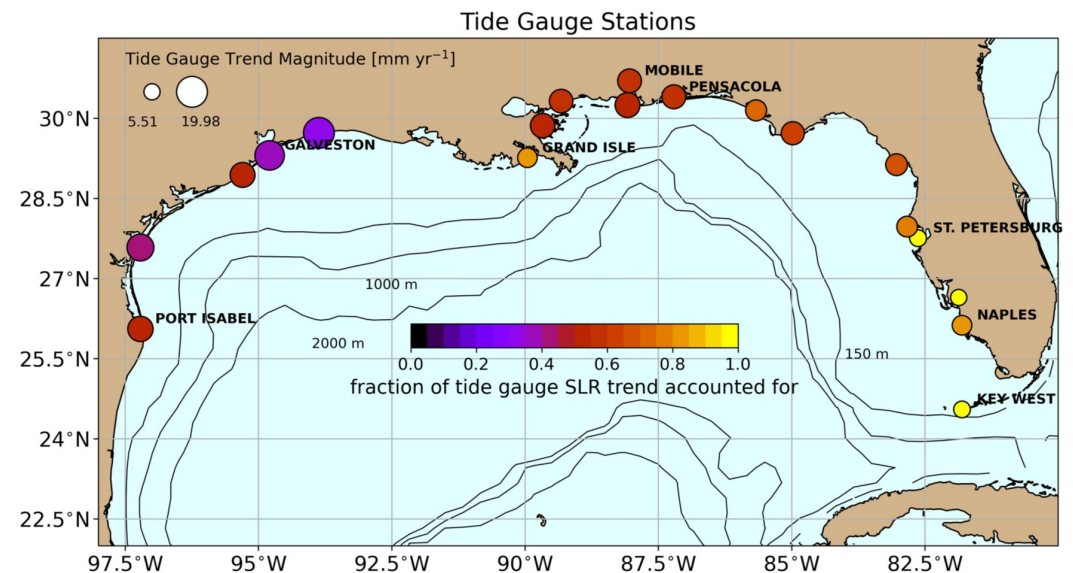 Tide Gauge Stations
Tide Gauge Trend Magnitude [mm yr⁻¹]
5.51 19.98
MOBILE
PENSACOLA
GALVESTON
GRAND ISLE
ST. PETERSBURG
PORT ISABEL
NAPLES
KEY WEST
1000 m
2000 m
150 m
0.0 0.2 0.4 0.6 0.8 1.0
fraction of tide gauge SLR trend accounted for
30°N
28.5°N
27°N
25.5°N
24°N
22.5°N
97.5°W 95°W 92.5°W 90°W 87.5°W 85°W 82.5°W